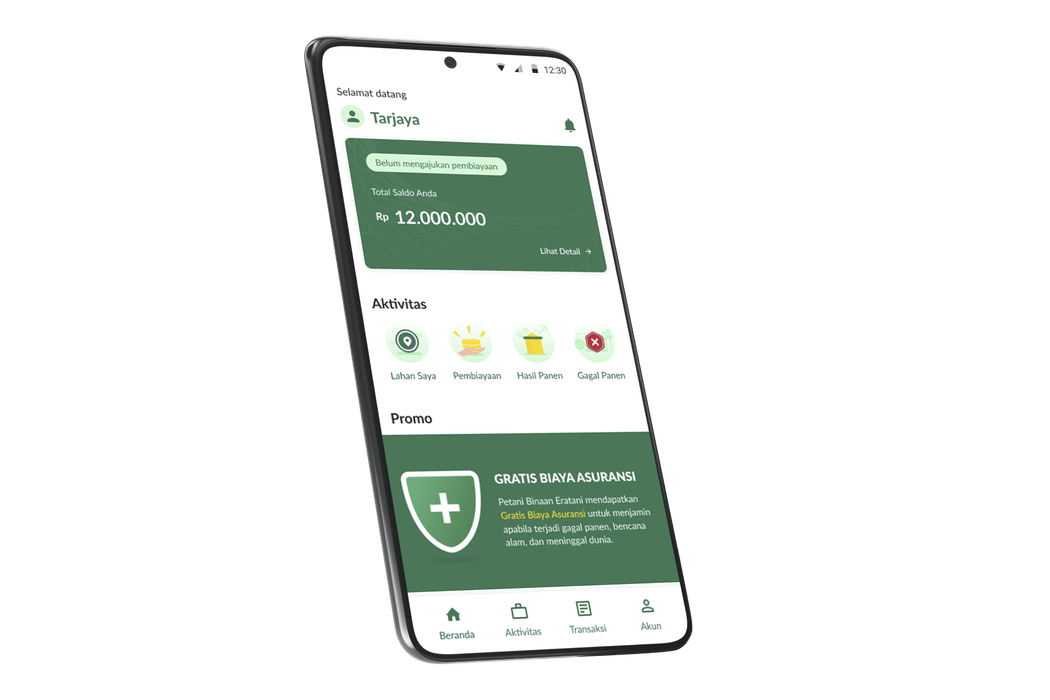 12:30
Selamat datang
Tarjaya
Belum mengajukan pembiayaan
Total Saldo Anda
Rp 12.000.000
Lihat Detail →
Aktivitas
Lahan Saya Pembiayaan Hasil Panen Gagal Panen
Promo
GRATIS BIAYA ASURANSI
Petani Binaan Eratani mendapatkan
Gratis Biaya Asuransi untuk menjamin
apabila terjadi gagal panen, bencana
alam, dan meninggal dunia.
Beranda Aktivitas Transaksi Akun